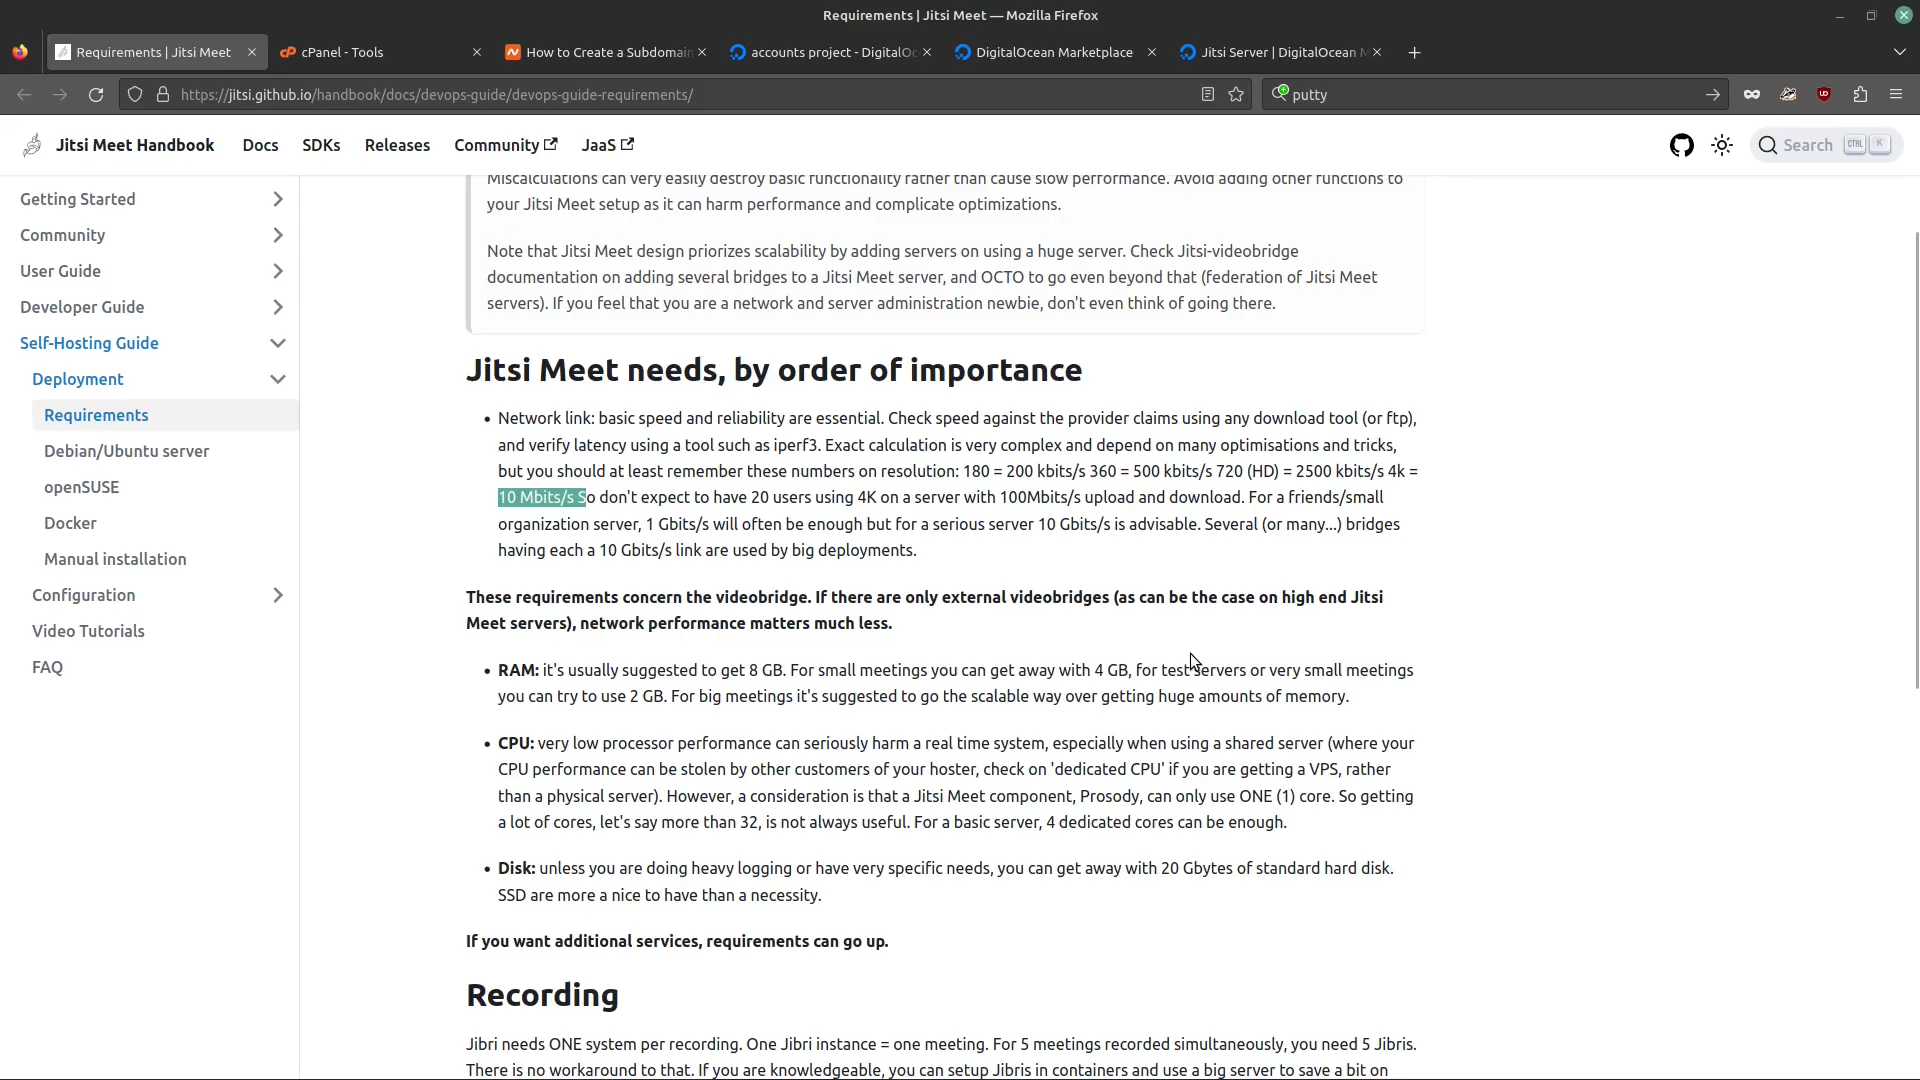 Requirements | Jitsi Meet — Mozilla Firefox
Requirements | Jitsi Meet
cPanel - Tools
How to Create a Subdomain
accounts project - DigitalOc
DigitalOcean Marketplace
Jitsi Server | DigitalOcean M
https://jitsi.github.io/handbook/docs/devops-guide/devops-guide-requirements/
putty
Jitsi Meet Handbook
Docs
SDKs
Releases
Community
JaaS
Search
CTRL
K
Getting Started
Community
User Guide
Developer Guide
Self-Hosting Guide
Deployment
Requirements
Debian/Ubuntu server
openSUSE
Docker
Manual installation
Configuration
Video Tutorials
FAQ
Miscalculations can very easily destroy basic functionality rather than cause slow performance. Avoid adding other functions to
your Jitsi Meet setup as it can harm performance and complicate optimizations.
Note that Jitsi Meet design priorizes scalability by adding servers on using a huge server. Check Jitsi-videobridge
documentation on adding several bridges to a Jitsi Meet server, and OCTO to go even beyond that (federation of Jitsi Meet
servers). If you feel that you are a network and server administration newbie, don't even think of going there.
Jitsi Meet needs, by order of importance
• Network link: basic speed and reliability are essential. Check speed against the provider claims using any download tool (or ftp),
and verify latency using a tool such as iperf3. Exact calculation is very complex and depend on many optimisations and tricks,
but you should at least remember these numbers on resolution: 180 = 200 kbits/s 360 = 500 kbits/s 720 (HD) = 2500 kbits/s 4k =
10 Mbits/s So don't expect to have 20 users using 4K on a server with 100Mbits/s upload and download. For a friends/small
organization server, 1 Gbits/s will often be enough but for a serious server 10 Gbits/s is advisable. Several (or many...) bridges
having each a 10 Gbits/s link are used by big deployments.
These requirements concern the videobridge. If there are only external videobridges (as can be the case on high end Jitsi
Meet servers), network performance matters much less.
• RAM: it's usually suggested to get 8 GB. For small meetings you can get away with 4 GB, for test servers or very small meetings
you can try to use 2 GB. For big meetings it's suggested to go the scalable way over getting huge amounts of memory.
• CPU: very low processor performance can seriously harm a real time system, especially when using a shared server (where your
CPU performance can be stolen by other customers of your hoster, check on 'dedicated CPU' if you are getting a VPS, rather
than a physical server). However, a consideration is that a Jitsi Meet component, Prosody, can only use ONE (1) core. So getting
a lot of cores, let's say more than 32, is not always useful. For a basic server, 4 dedicated cores can be enough.
• Disk: unless you are doing heavy logging or have very specific needs, you can get away with 20 Gbytes of standard hard disk.
SSD are more a nice to have than a necessity.
If you want additional services, requirements can go up.
Recording
Jibri needs ONE system per recording. One Jibri instance = one meeting. For 5 meetings recorded simultaneously, you need 5 Jibris.
There is no workaround to that. If you are knowledgeable, you can setup Jibris in containers and use a big server to save a bit on